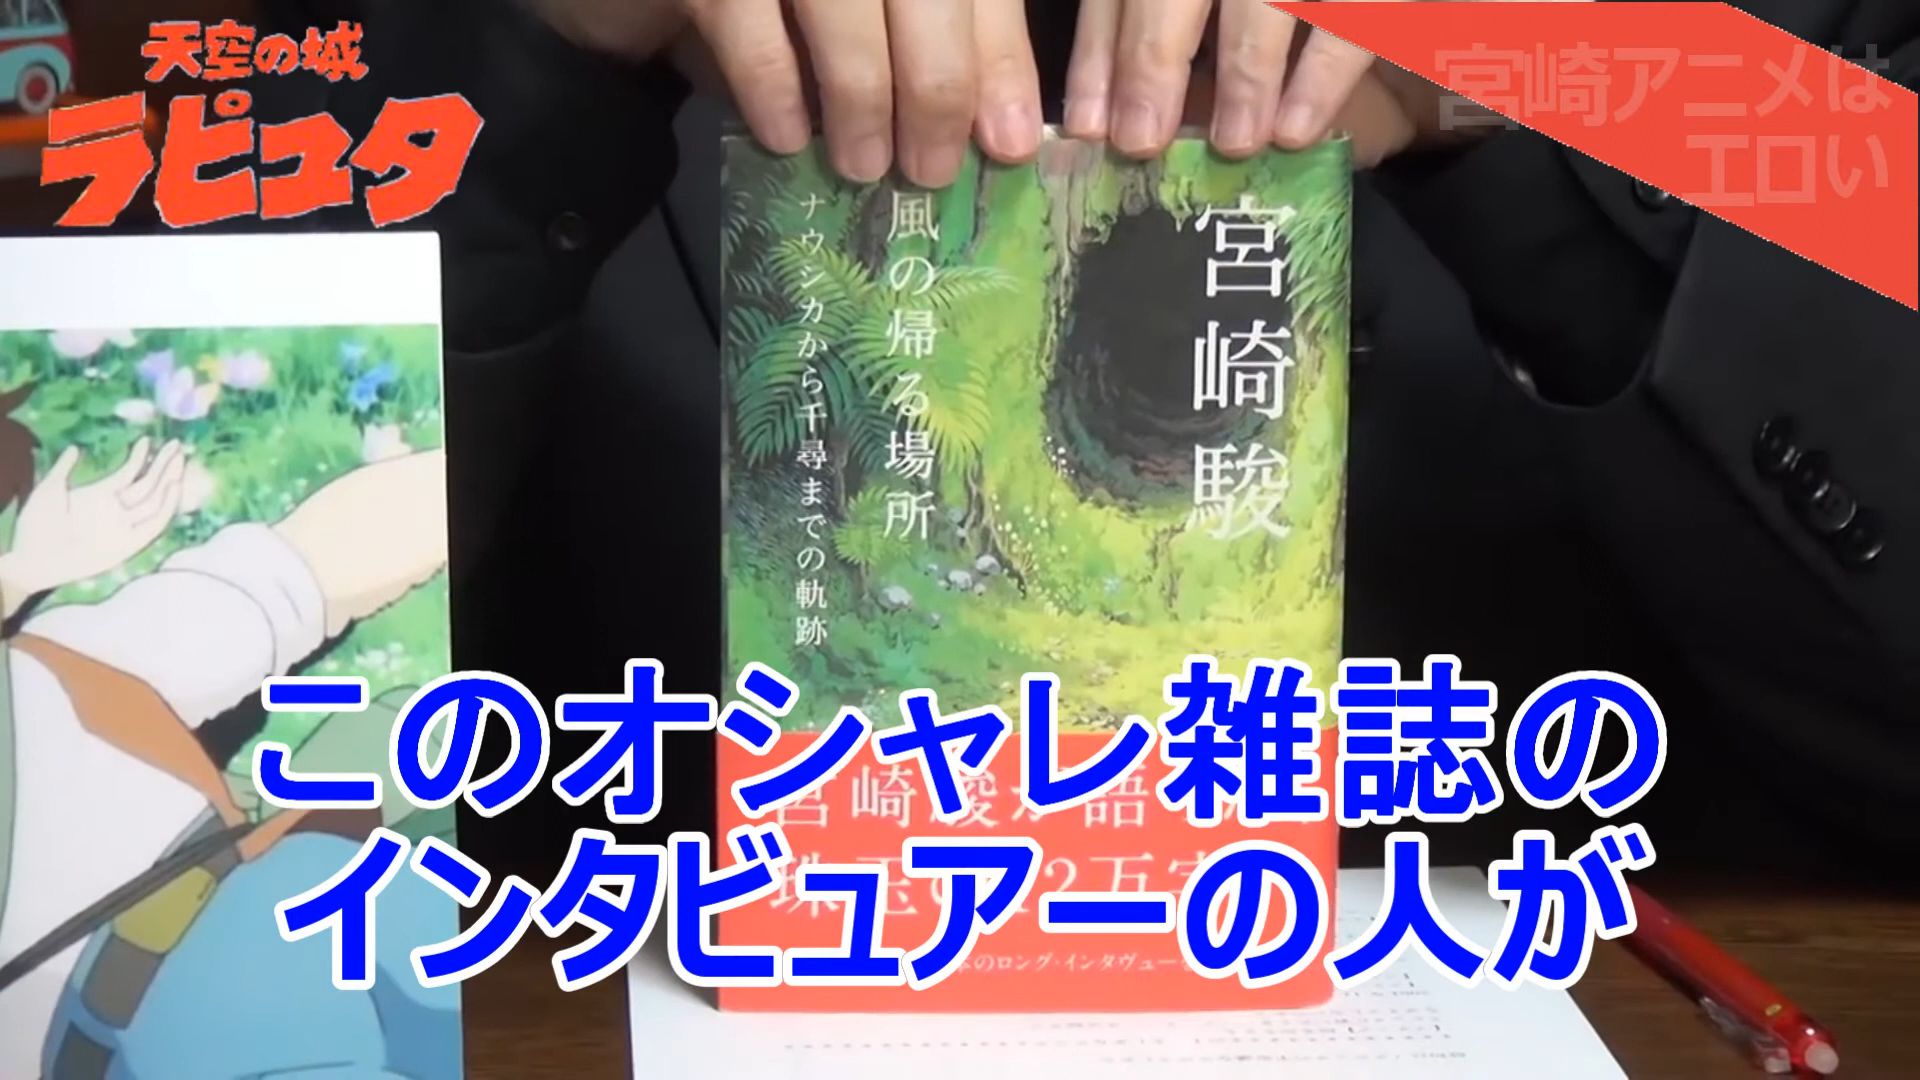 天空の城
ラピュタ
宮崎アニメは
エロい
宮崎駿
風の帰る場所
ナウシカから千尋までの軌跡
このオシャレ雑誌の
インタビュアーの人が